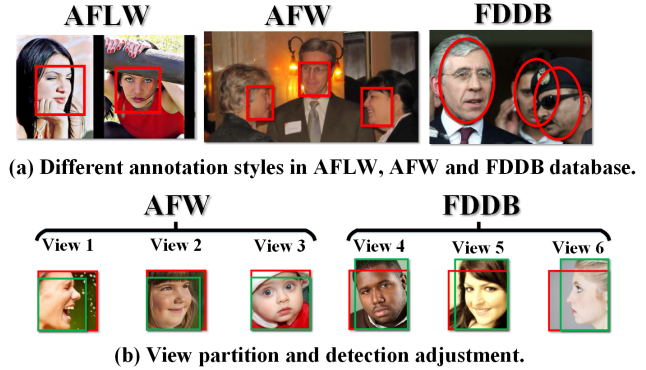 AFLW AFW FDDB
(a) Different annotation styles in AFLW, AFW and FDDB database.
AFW FDDB
View 1 View 2 View 3 View 4 View 5 View 6
(b) View partition and detection adjustment.